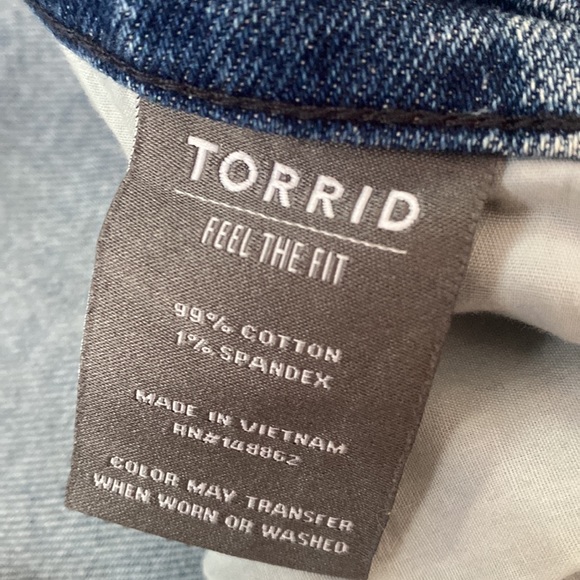 TORRID
FEEL THE FIT
99% COTTON
1% SPANDEX
MADE IN VIETNAM
RN#148862
COLOR MAY TRANSFER
WHEN WORN OR WASHED